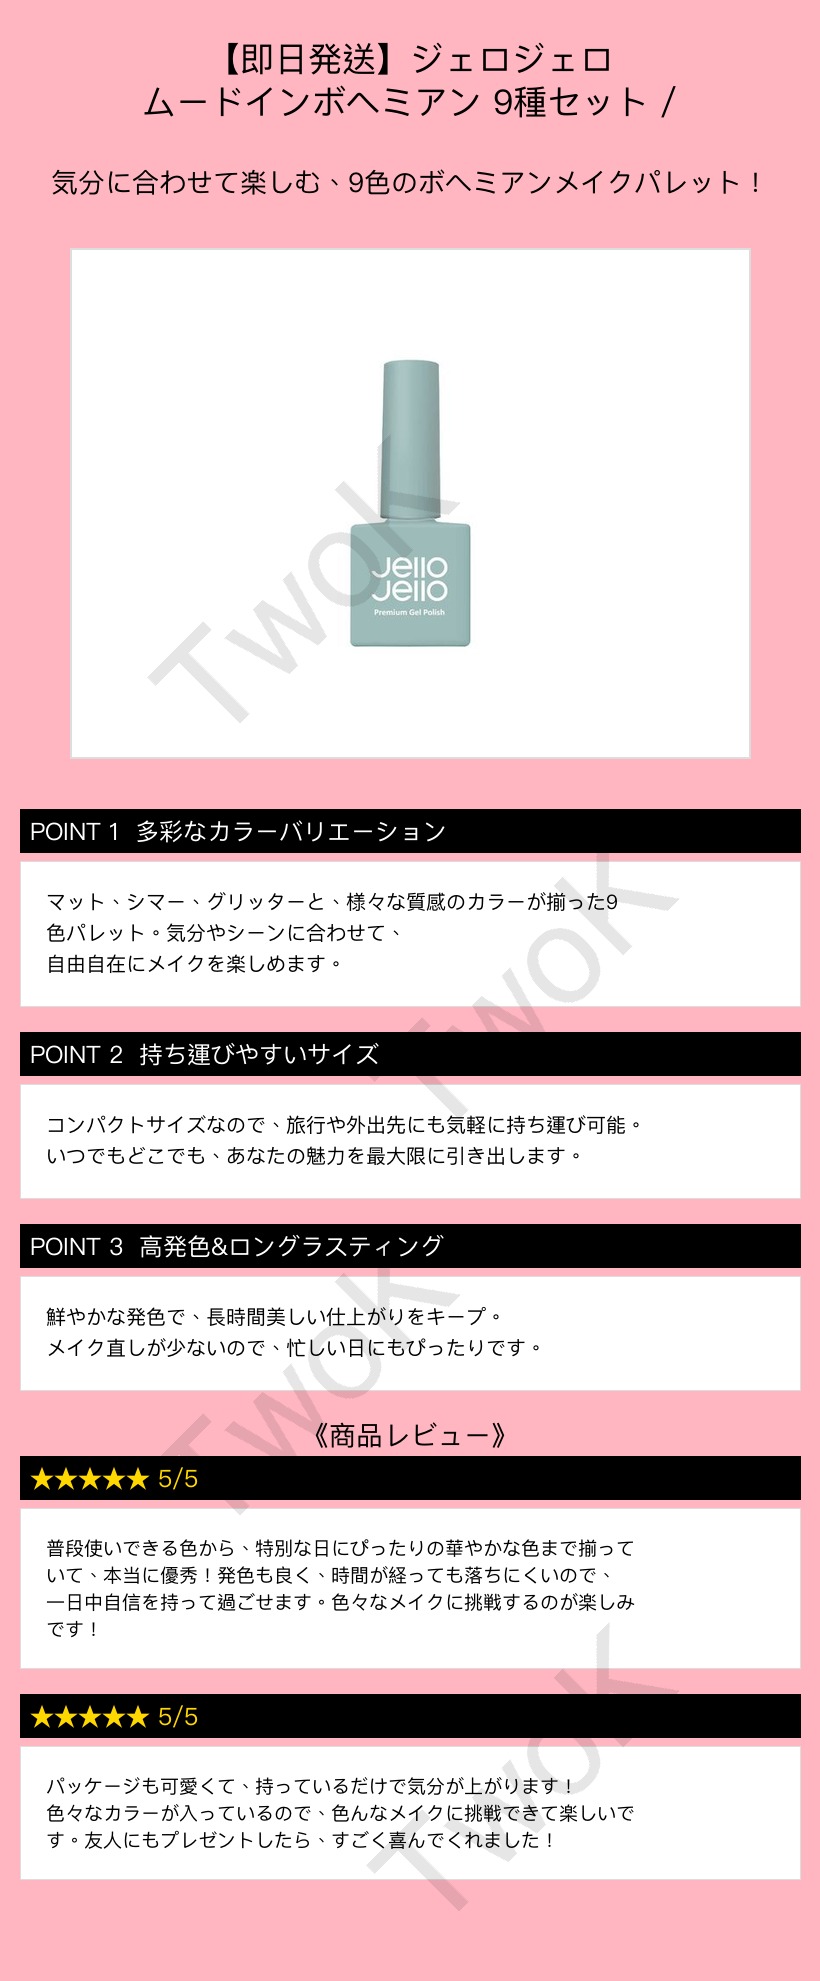 【即日発送】ジェロジェロ
ムードインボヘミアン 9種セット /
気分に合わせて楽しむ、9色のボヘミアンメイクパレット！
Jello
Jello
Premium Gel Polish
TwoK
POINT 1 多彩なカラーバリエーション
マット、シマー、グリッターと、様々な質感のカラーが揃った9
色パレット。気分やシーンに合わせて、
自由自在にメイクを楽しめます。
TwoK
POINT 2 持ち運びやすいサイズ
コンパクトサイズなので、旅行や外出先にも気軽に持ち運び可能。
いつでもどこでも、あなたの魅力を最大限に引き出します。
POINT 3 高発色&ロングラスティング
鮮やかな発色で、長時間美しい仕上がりをキープ。
メイク直しが少ないので、忙しい日にもぴったりです。
TwoK
《商品レビュー》
★★★★★ 5/5
普段使いできる色から、特別な日にぴったりの華やかな色まで揃って
いて、本当に優秀！発色も良く、時間が経っても落ちにくいので、
一日中自信を持って過ごせます。色々なメイクに挑戦するのが楽しみ
です！
★★★★★ 5/5
パッケージも可愛くて、持っているだけで気分が上がります！
色々なカラーが入っているので、色んなメイクに挑戦できて楽しいで
す。友人にもプレゼントしたら、すごく喜んでくれました！
TwoK